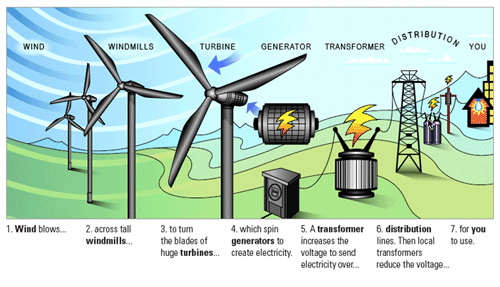 WIND WINDMILLS TURBINE GENERATOR TRANSFORMER DISTRIBUTION YOU
1. Wind blows...
2. across tall
windmills...
3. to turn
the blades of
huge turbines...
4. which spin
generators to
create electricity.
5. A transformer
increases the
voltage to send
electricity over...
6. distribution
lines. Then local
transformers
reduce the voltage...
7. for you
to use.